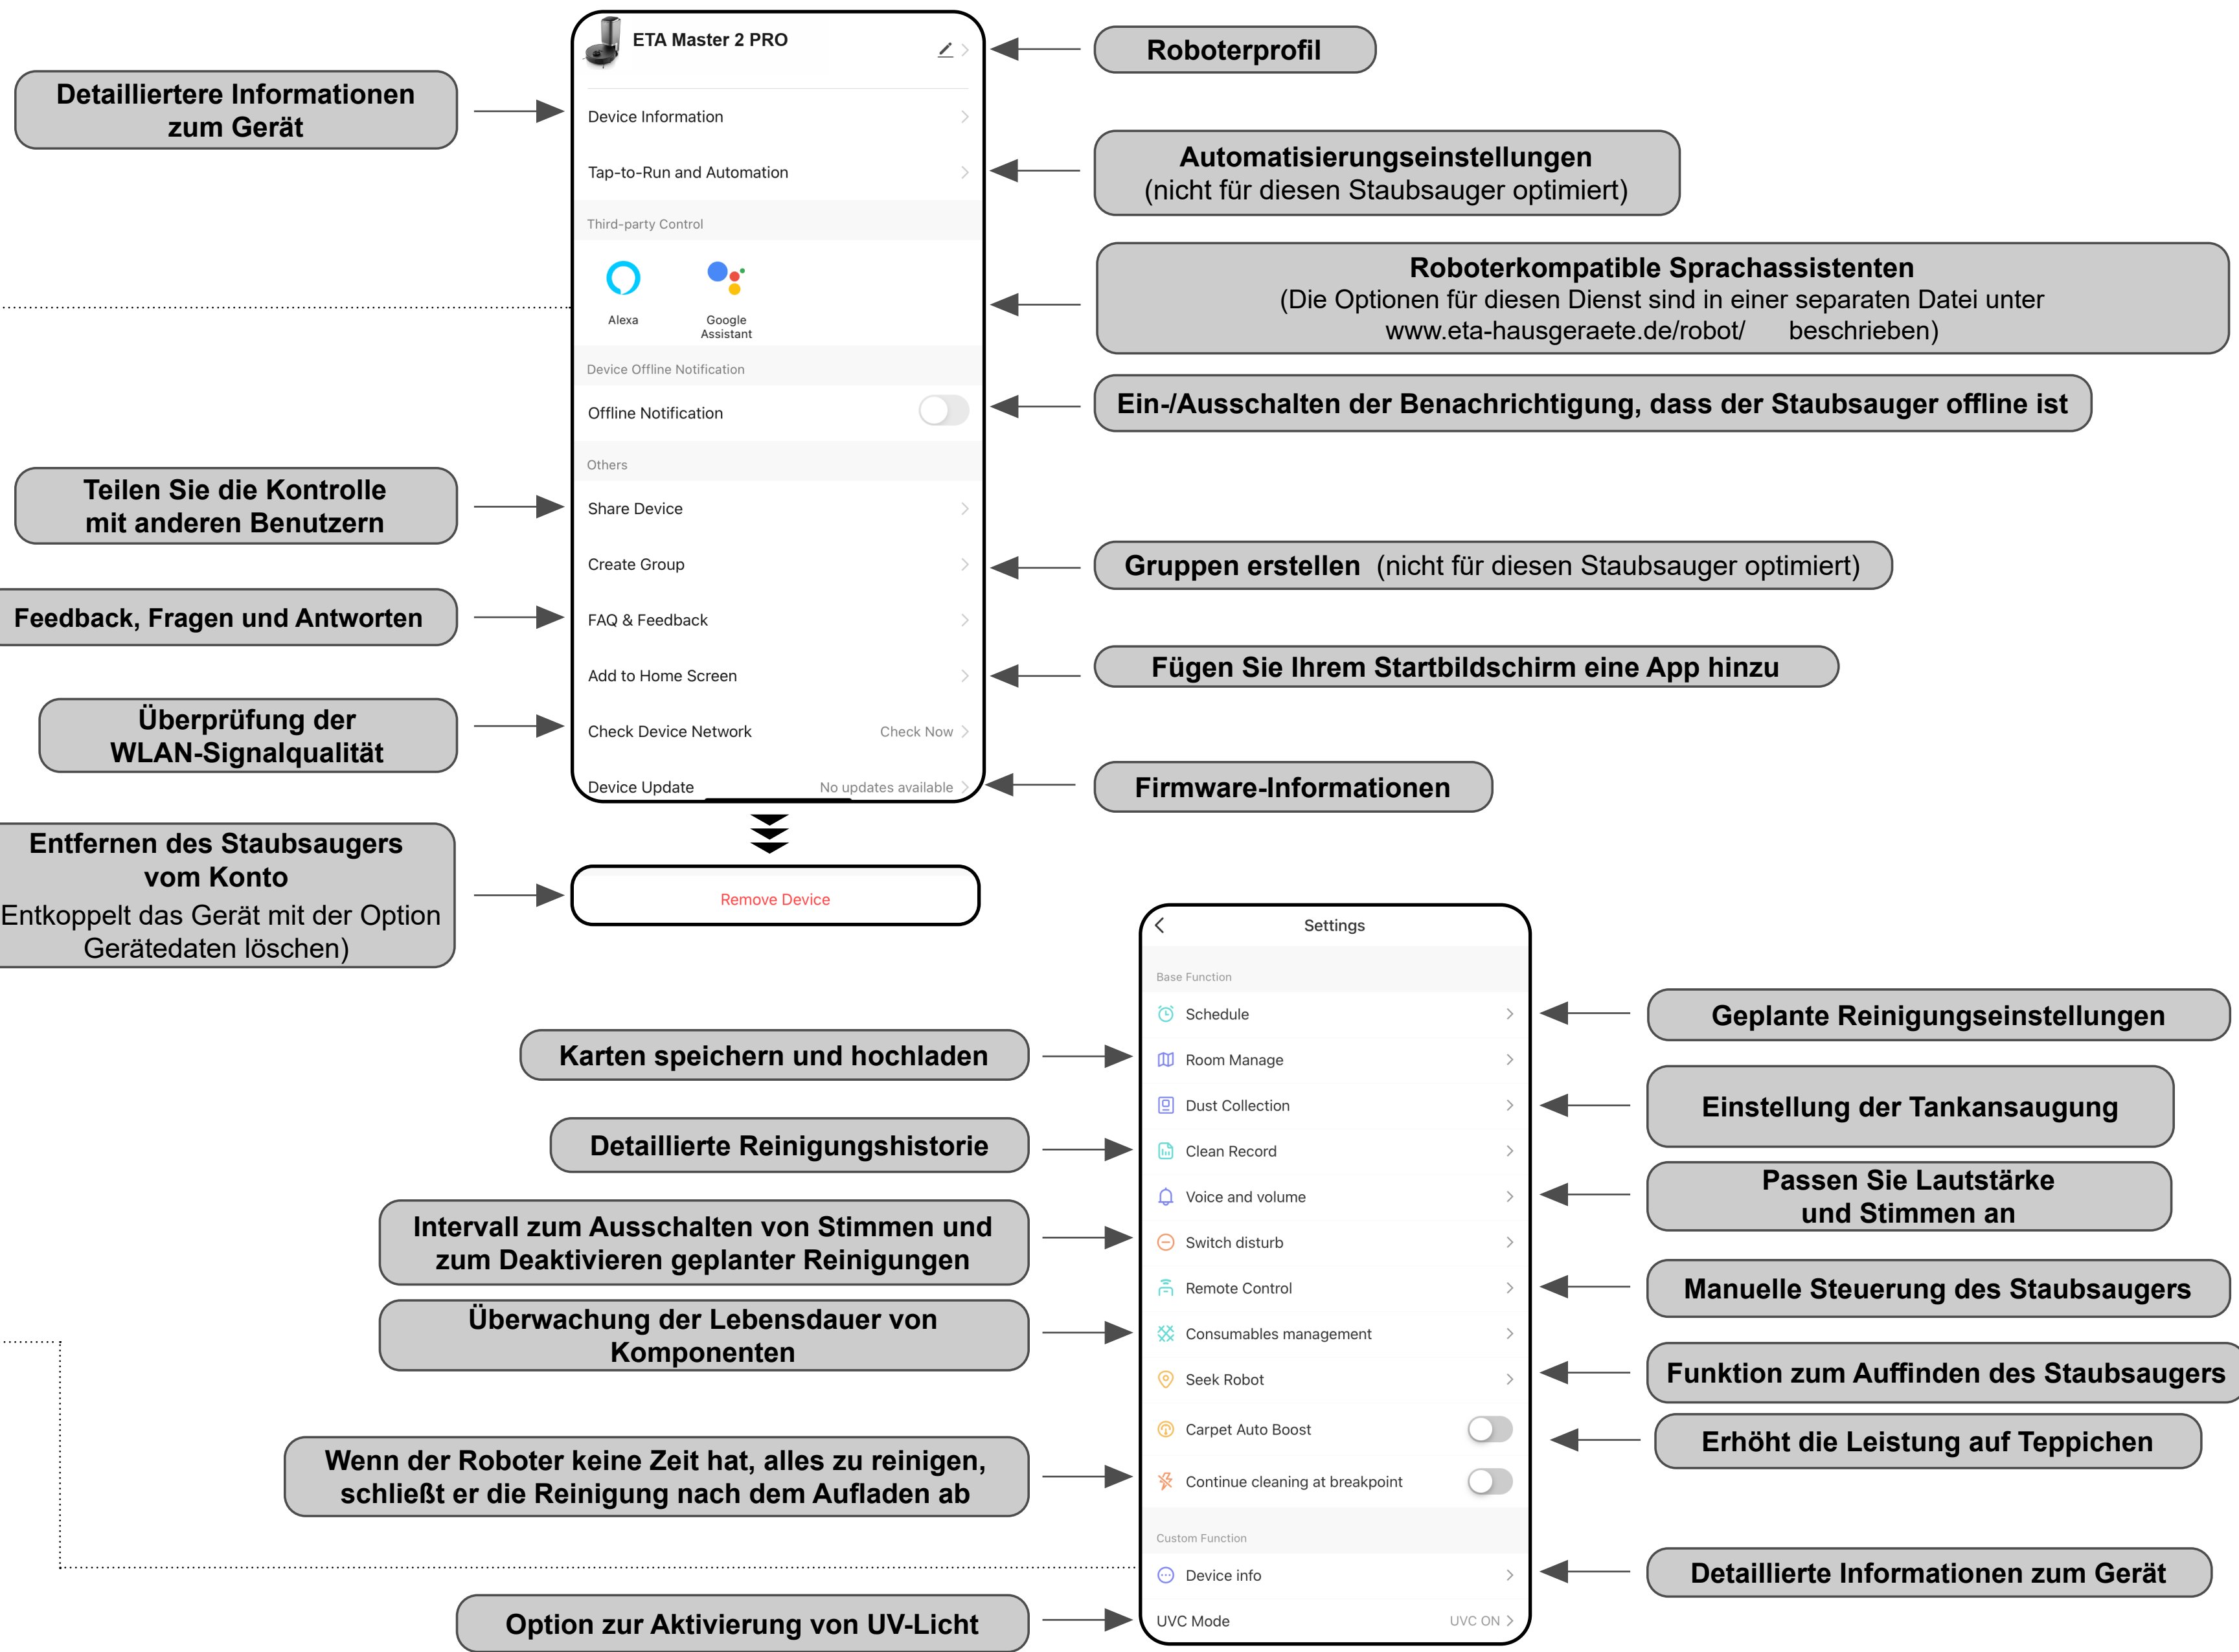 ETA Master 2 PRO
Roboterprofil
Detailliertere Informationen
zum Gerät
Device Information
Tap-to-Run and Automation
Automatisierungseinstellungen
(nicht für diesen Staubsauger optimiert)
Third-party Control
Alexa
Google
Assistant
Roboterkompatible Sprachassistenten
(Die Optionen für diesen Dienst sind in einer separaten Datei unter
www.eta-hausgeraete.de/robot/ beschrieben)
Device Offline Notification
Offline Notification
Ein-/Ausschalten der Benachrichtigung, dass der Staubsauger offline ist
Others
Teilen Sie die Kontrolle
mit anderen Benutzern
Share Device
Create Group
Gruppen erstellen (nicht für diesen Staubsauger optimiert)
Feedback, Fragen und Antworten
FAQ & Feedback
Add to Home Screen
Fügen Sie Ihrem Startbildschirm eine App hinzu
Überprüfung der
WLAN-Signalqualität
Check Device Network
Check Now
Device Update
No updates available
Firmware-Informationen
Entfernen des Staubsaugers
vom Konto
Entkoppelt das Gerät mit der Option
Gerätedaten löschen)
Remove Device
Settings
Base Function
Schedule
Geplante Reinigungseinstellungen
Karten speichern und hochladen
Room Manage
Dust Collection
Einstellung der Tankansaugung
Detaillierte Reinigungshistorie
Clean Record
Voice and volume
Passen Sie Lautstärke
und Stimmen an
Intervall zum Ausschalten von Stimmen und
zum Deaktivieren geplanter Reinigungen
Switch disturb
Remote Control
Manuelle Steuerung des Staubsaugers
Überwachung der Lebensdauer von
Komponenten
Consumables management
Seek Robot
Funktion zum Auffinden des Staubsaugers
Carpet Auto Boost
Erhöht die Leistung auf Teppichen
Wenn der Roboter keine Zeit hat, alles zu reinigen,
schließt er die Reinigung nach dem Aufladen ab
Continue cleaning at breakpoint
Custom Function
Device info
Detaillierte Informationen zum Gerät
Option zur Aktivierung von UV-Licht
UVC Mode
UVC ON